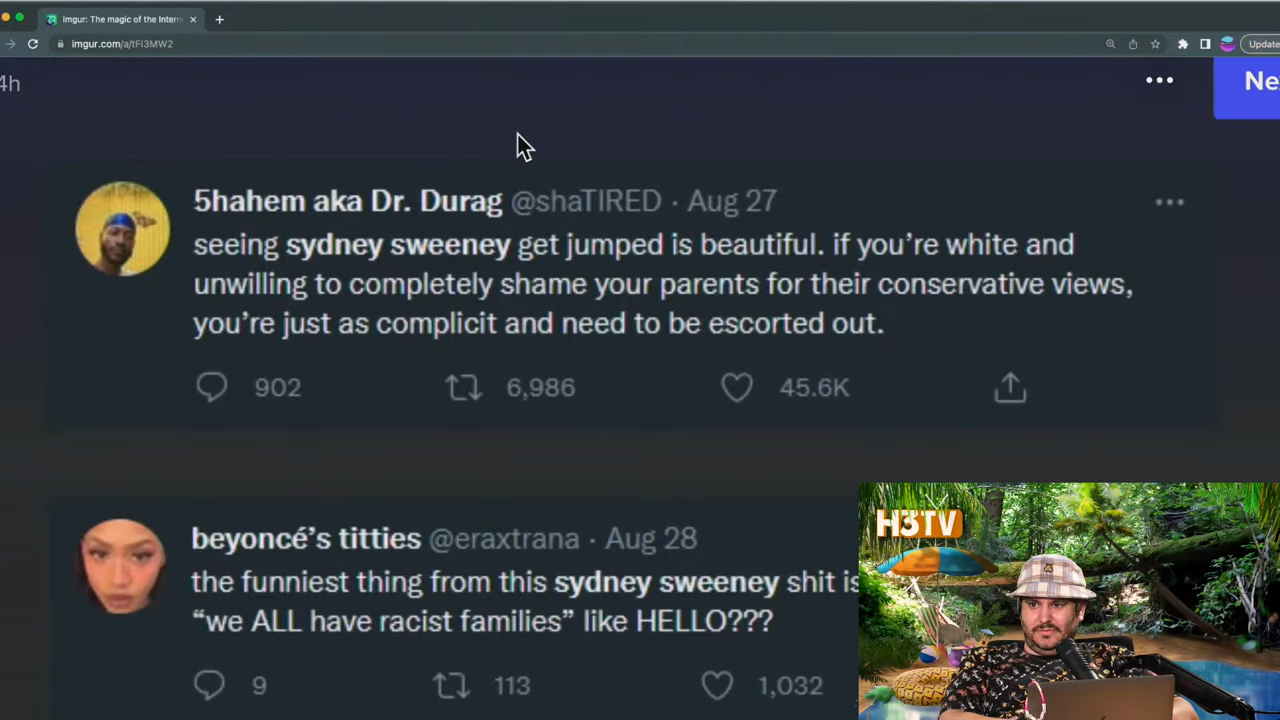 Imgur: The magic of the Intern
imgur.com/a/tFi3MW2
Update
4h
Ne
5hahem aka Dr. Durag @shaTIRED · Aug 27
seeing sydney sweeney get jumped is beautiful. if you’re white and
unwilling to completely shame your parents for their conservative views,
you’re just as complicit and need to be escorted out.
902 6,986 45.6K
beyoncé’s titties @eraxtrana · Aug 28
the funniest thing from this sydney sweeney shit is
“we ALL have racist families” like HELLO???
9 113 1,032
H3TV